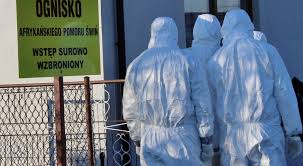 OGNISKO
AFRYKAŃSKIEGO POMORU ŚWIŃ
WSTĘP SUROWO
WZBRONIONY